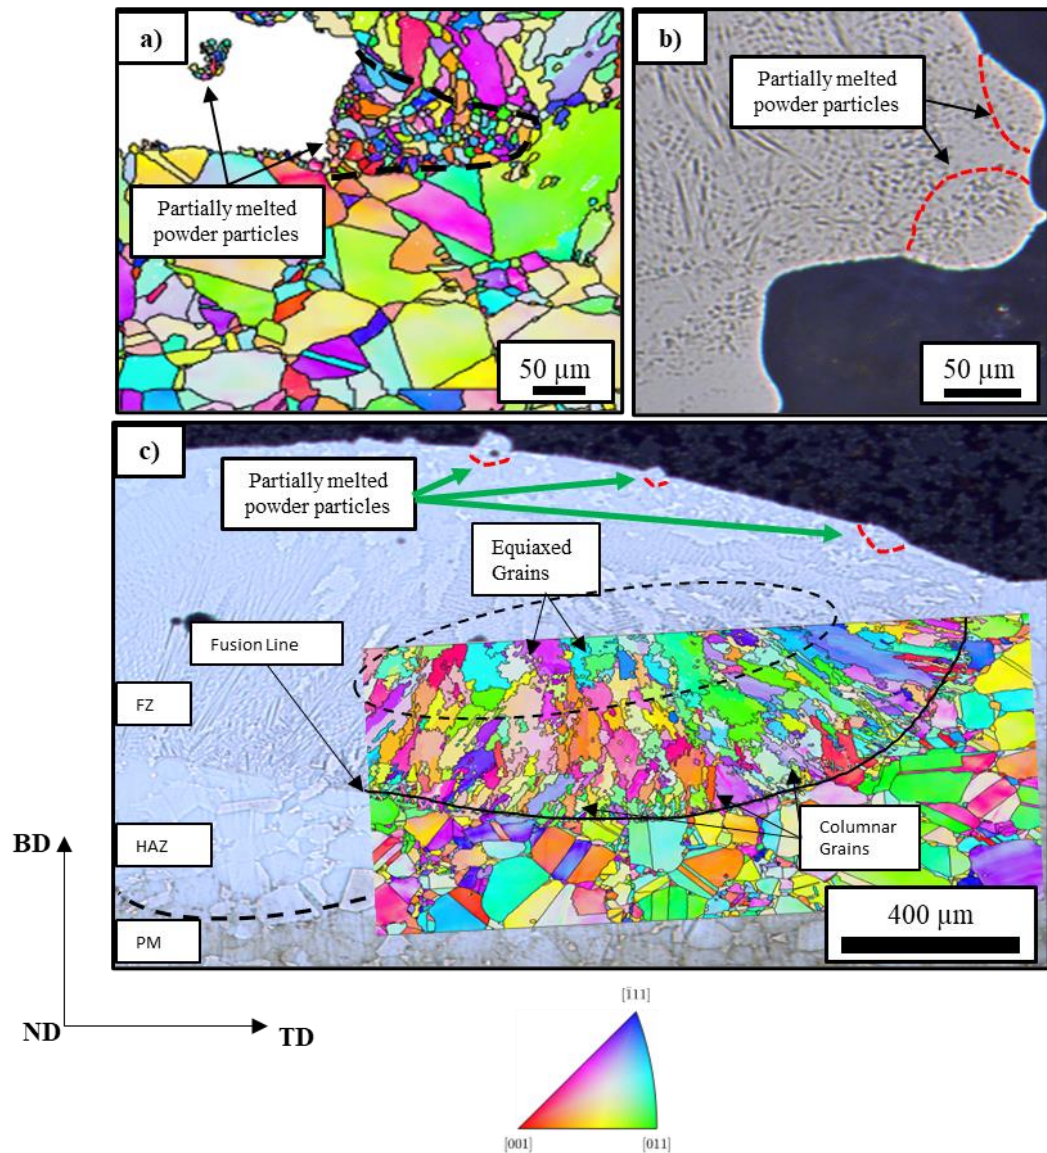 a)
Partially melted
powder particles
50 µm
b)
Partially melted
powder particles
50 µm
c)
Partially melted
powder particles
Equiaxed
Grains
Fusion Line
FZ
HAZ
PM
Columnar
Grains
400 µm
BD
ND
TD
[1̄11]
[001]
[011]